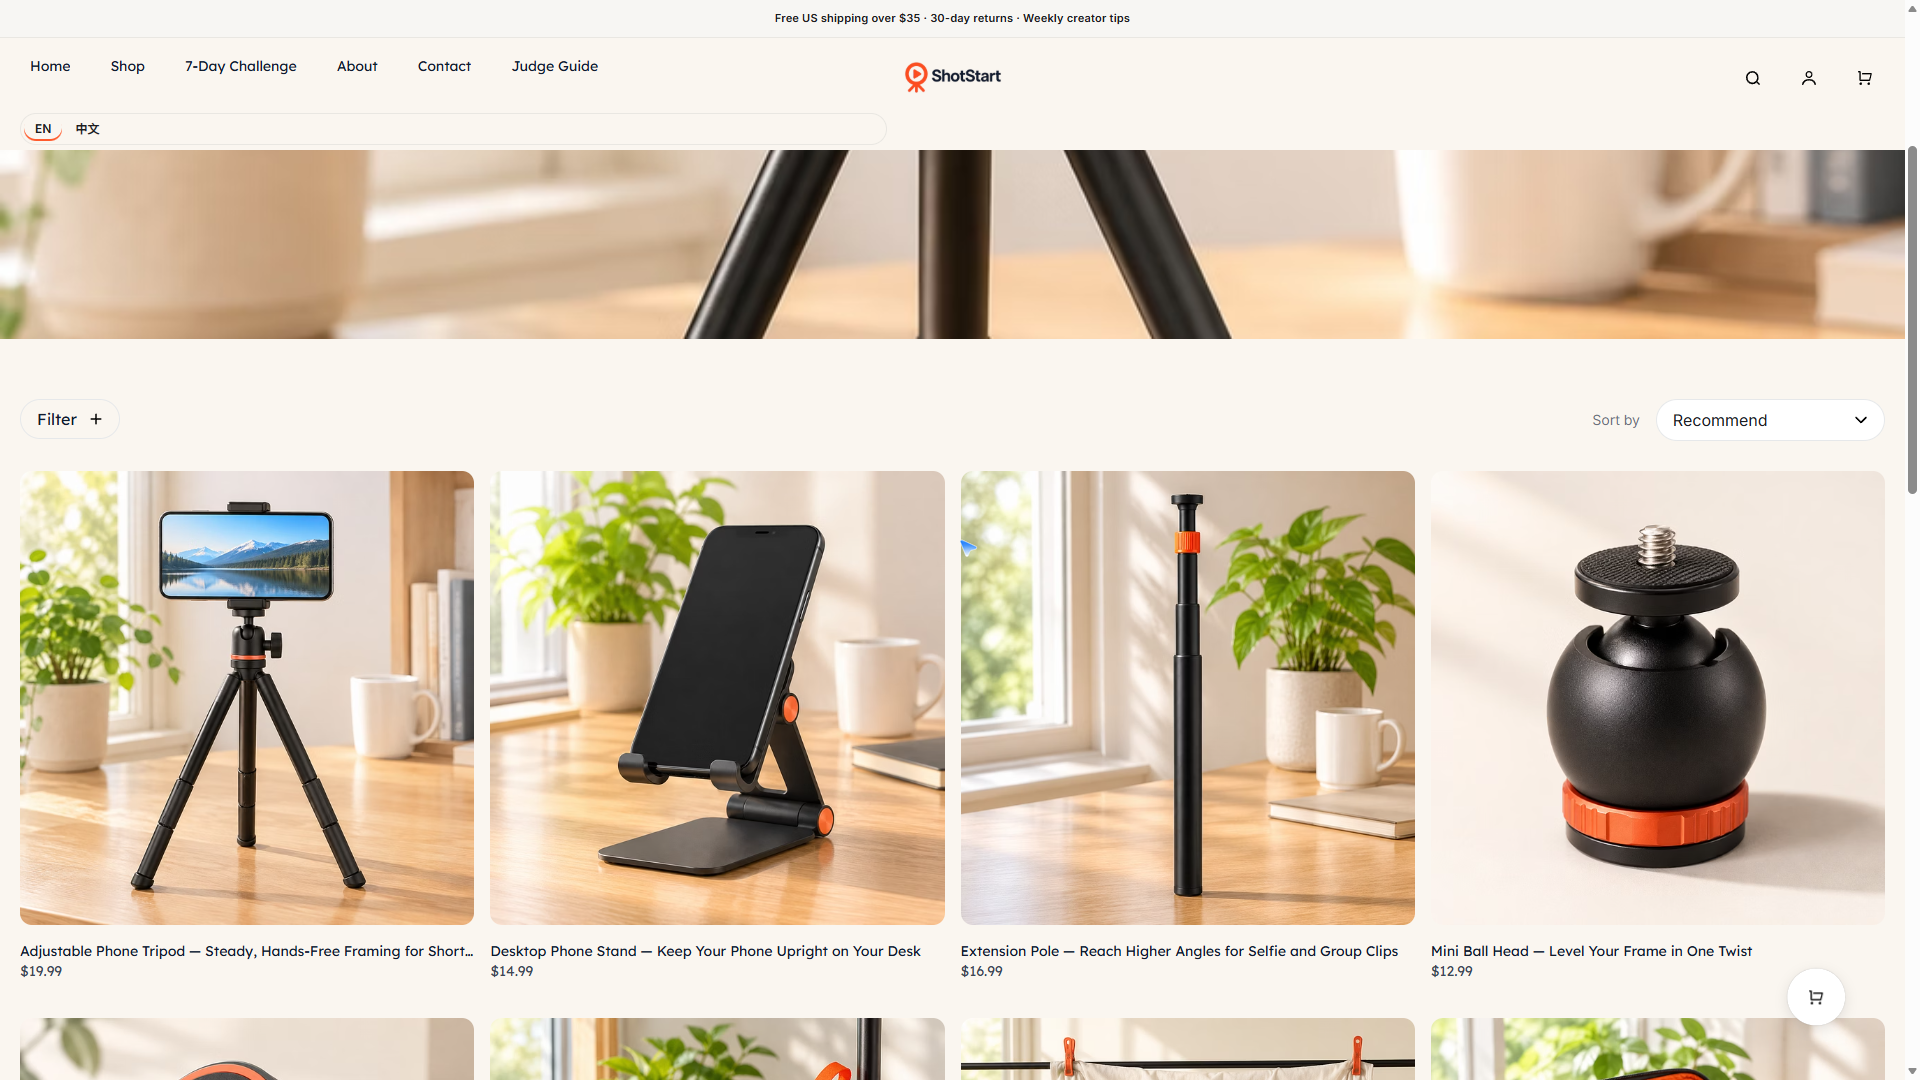 Free US shipping over $35 · 30-day returns · Weekly creator tips
Home
Shop
7-Day Challenge
About
Contact
Judge Guide
ShotStart
EN
中文
Filter
Sort by
Recommend
Adjustable Phone Tripod — Steady, Hands-Free Framing for Short...
$19.99
Desktop Phone Stand — Keep Your Phone Upright on Your Desk
$14.99
Extension Pole — Reach Higher Angles for Selfie and Group Clips
$16.99
Mini Ball Head — Level Your Frame in One Twist
$12.99